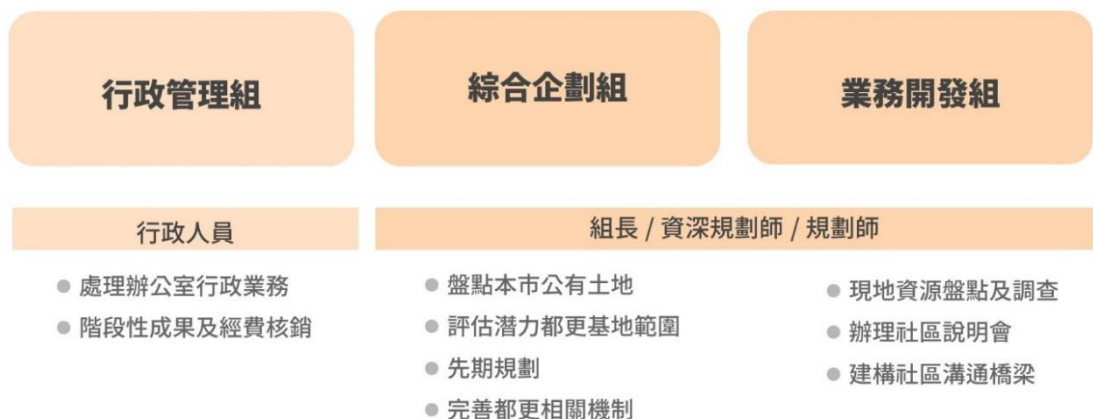 行政管理組
綜合企劃組
業務開發組
行政人員
組長 / 資深規劃師 / 規劃師
處理辦公室行政業務
階段性成果及經費核銷
盤點本市公有土地
評估潛力都更基地範圍
先期規劃
完善都更相關機制
現地資源盤點及調查
辦理社區說明會
建構社區溝通橋梁